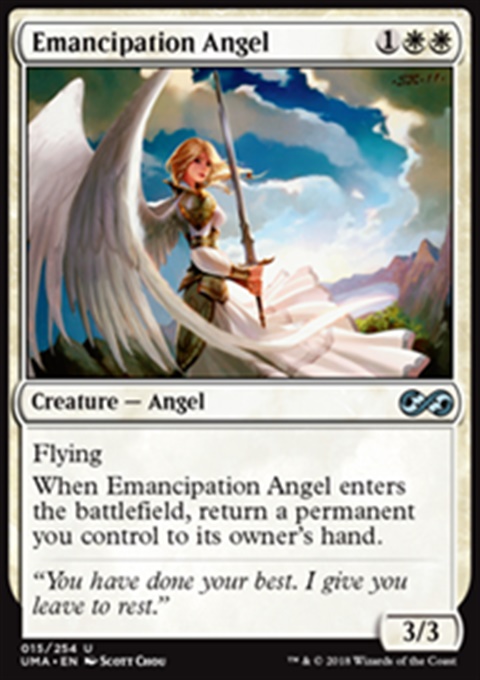 Emancipation Angel 1
Creature — Angel
Flying
When Emancipation Angel enters
the battlefield, return a permanent
you control to its owner's hand.
“You have done your best. I give you
leave to rest.”
3/3
015/254 U
UMA • EN Scott Chou
™ & © 2018 Wizards of the Coast